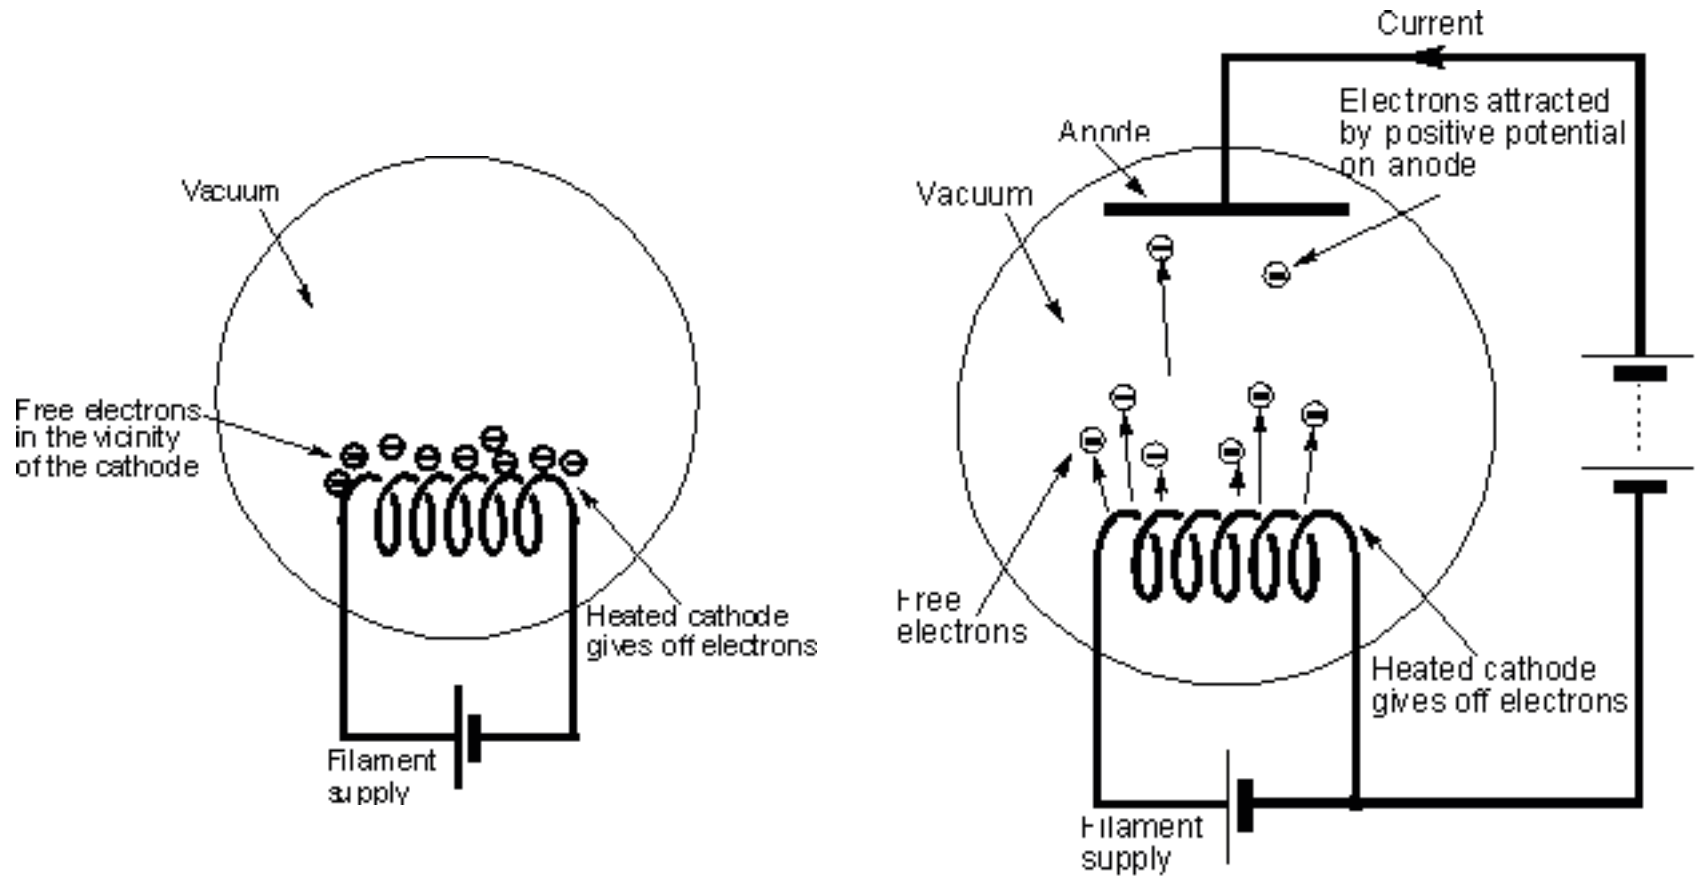 Vacuum
Free electrons
in the vicinity
of the cathode
Heated cathode
gives off electrons
Filament
supply
Current
Electrons attracted
by positive potential
on anode
Anode
Vacuum
Free
electrons
Heated cathode
gives off electrons
Filament
supply